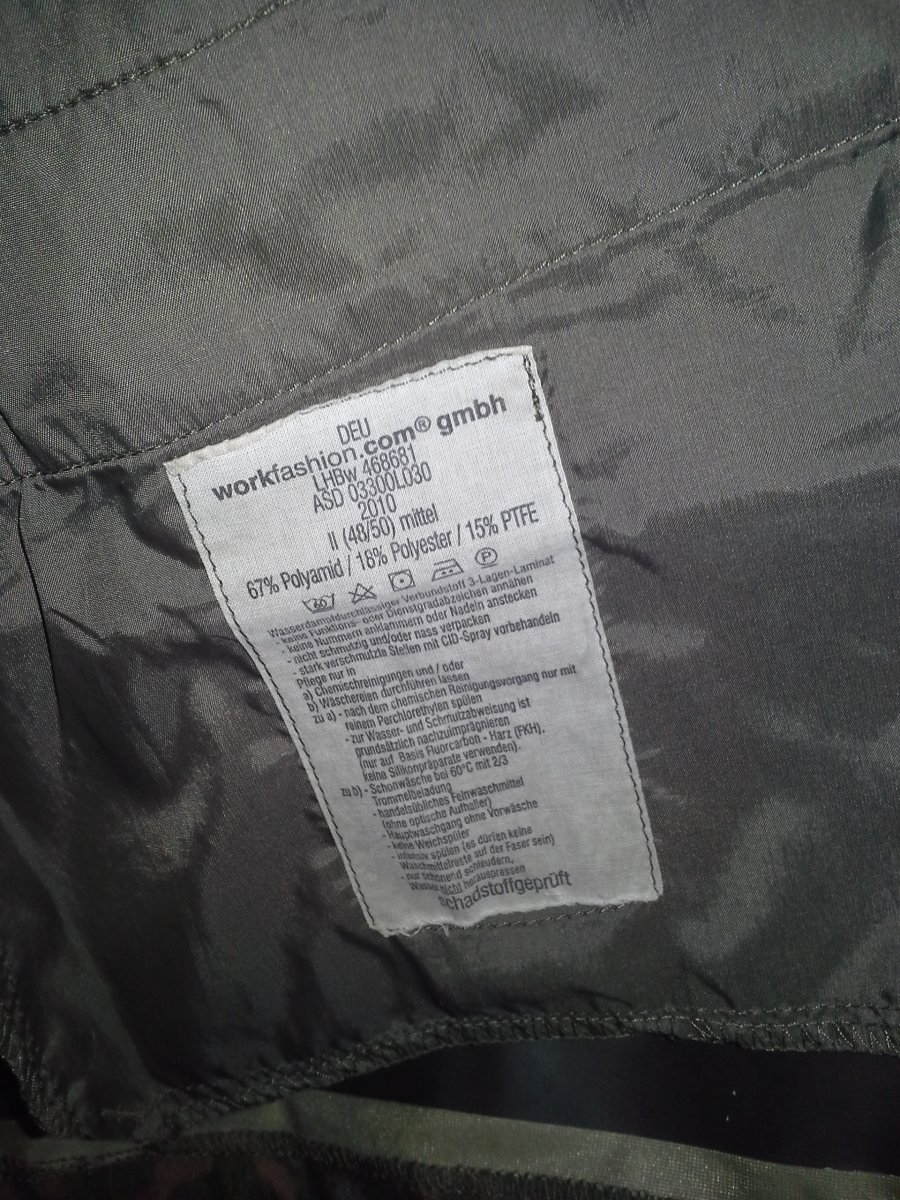 DEU
workfashion.com® gmbh
LHBw 468681
ASD 03300L030
2010
II (48/50) mittel
67% Polyamid / 18% Polyester / 15% PTFE
60 P
Wasserdampfdurchlässiger Verbundstoff 3-Lagen-Laminat
- keine Funktions- oder Dienstgradabzeichen annähen
- keine Nummern anklammern oder Nadeln anstecken
- nicht schmutzig und/oder nass verpacken
- stark verschmutzte Stellen mit CID-Spray vorbehandeln
Pflege nur in
a) Chemischreinigungen und / oder
b) Wäschereien durchführen lassen
zu a) - nach dem chemischen Reinigungsvorgang nur mit
reinem Perchlorethylen spülen
- zur Wasser- und Schmutzabweisung ist
grundsätzlich nachzuimprägnieren
(nur auf Basis Fluorcarbon - Harz (FKH),
keine Silikonpräparate verwenden).
zu b) - Schonwäsche bei 60°C mit 2/3
Trommelbeladung
- handelsübliches Feinwaschmittel
(ohne optische Aufheller)
- Hauptwaschgang ohne Vorwäsche
- keine Weichspüler
- intensiv spülen (es dürfen keine
Waschmittelreste auf der Faser sein)
- nur schonend schleudern,
Wasser nicht herauspressen
schadstoffgeprüft